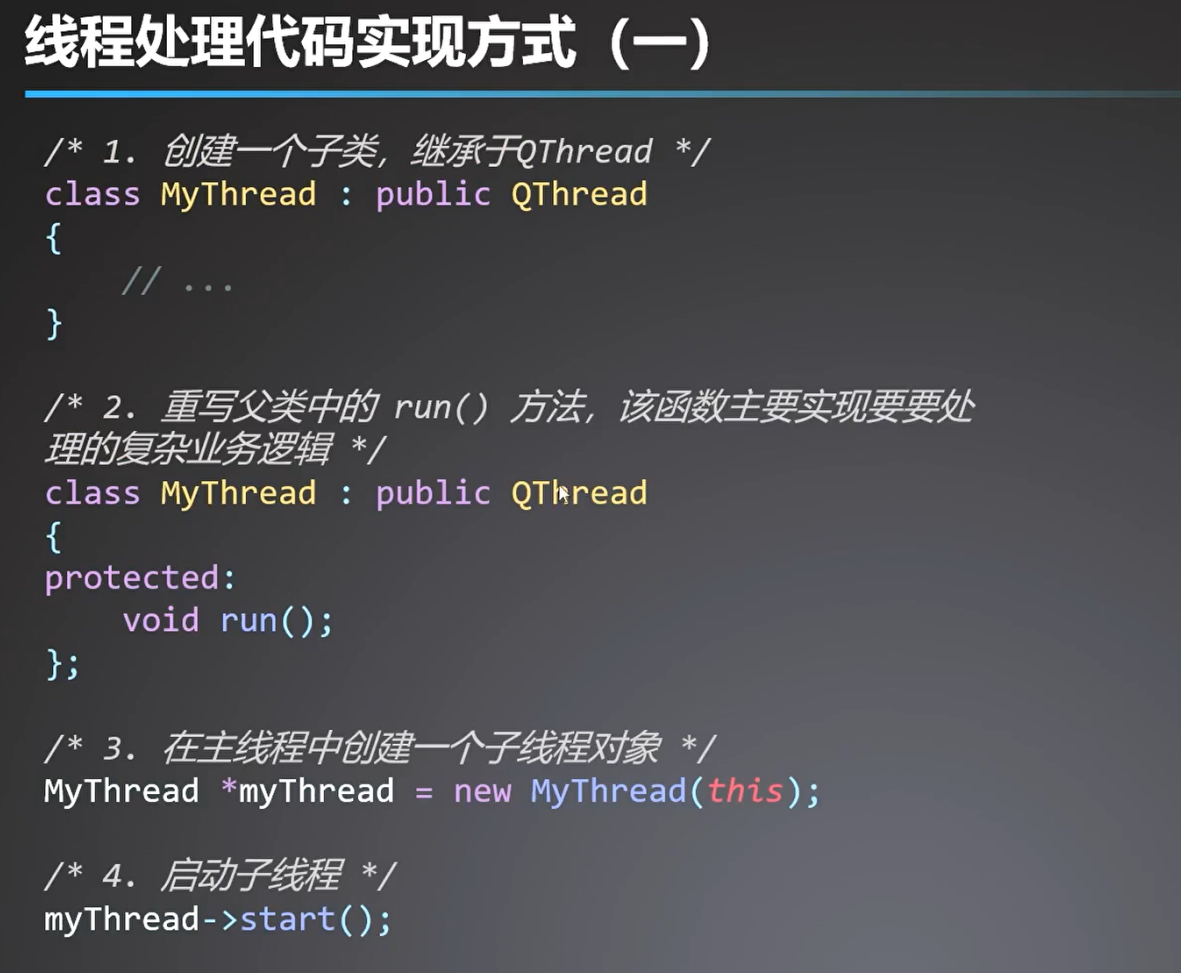 线程处理代码实现方式（一）
/* 1. 创建一个子类，继承于QThread */
class MyThread : public QThread
{
    // ...
}
/* 2. 重写父类中的 run() 方法，该函数主要实现要要处
理的复杂业务逻辑 */
class MyThread : public QThread
{
protected:
    void run();
};
/* 3. 在主线程中创建一个子线程对象 */
MyThread *myThread = new MyThread(this);
/* 4. 启动子线程 */
myThread->start();